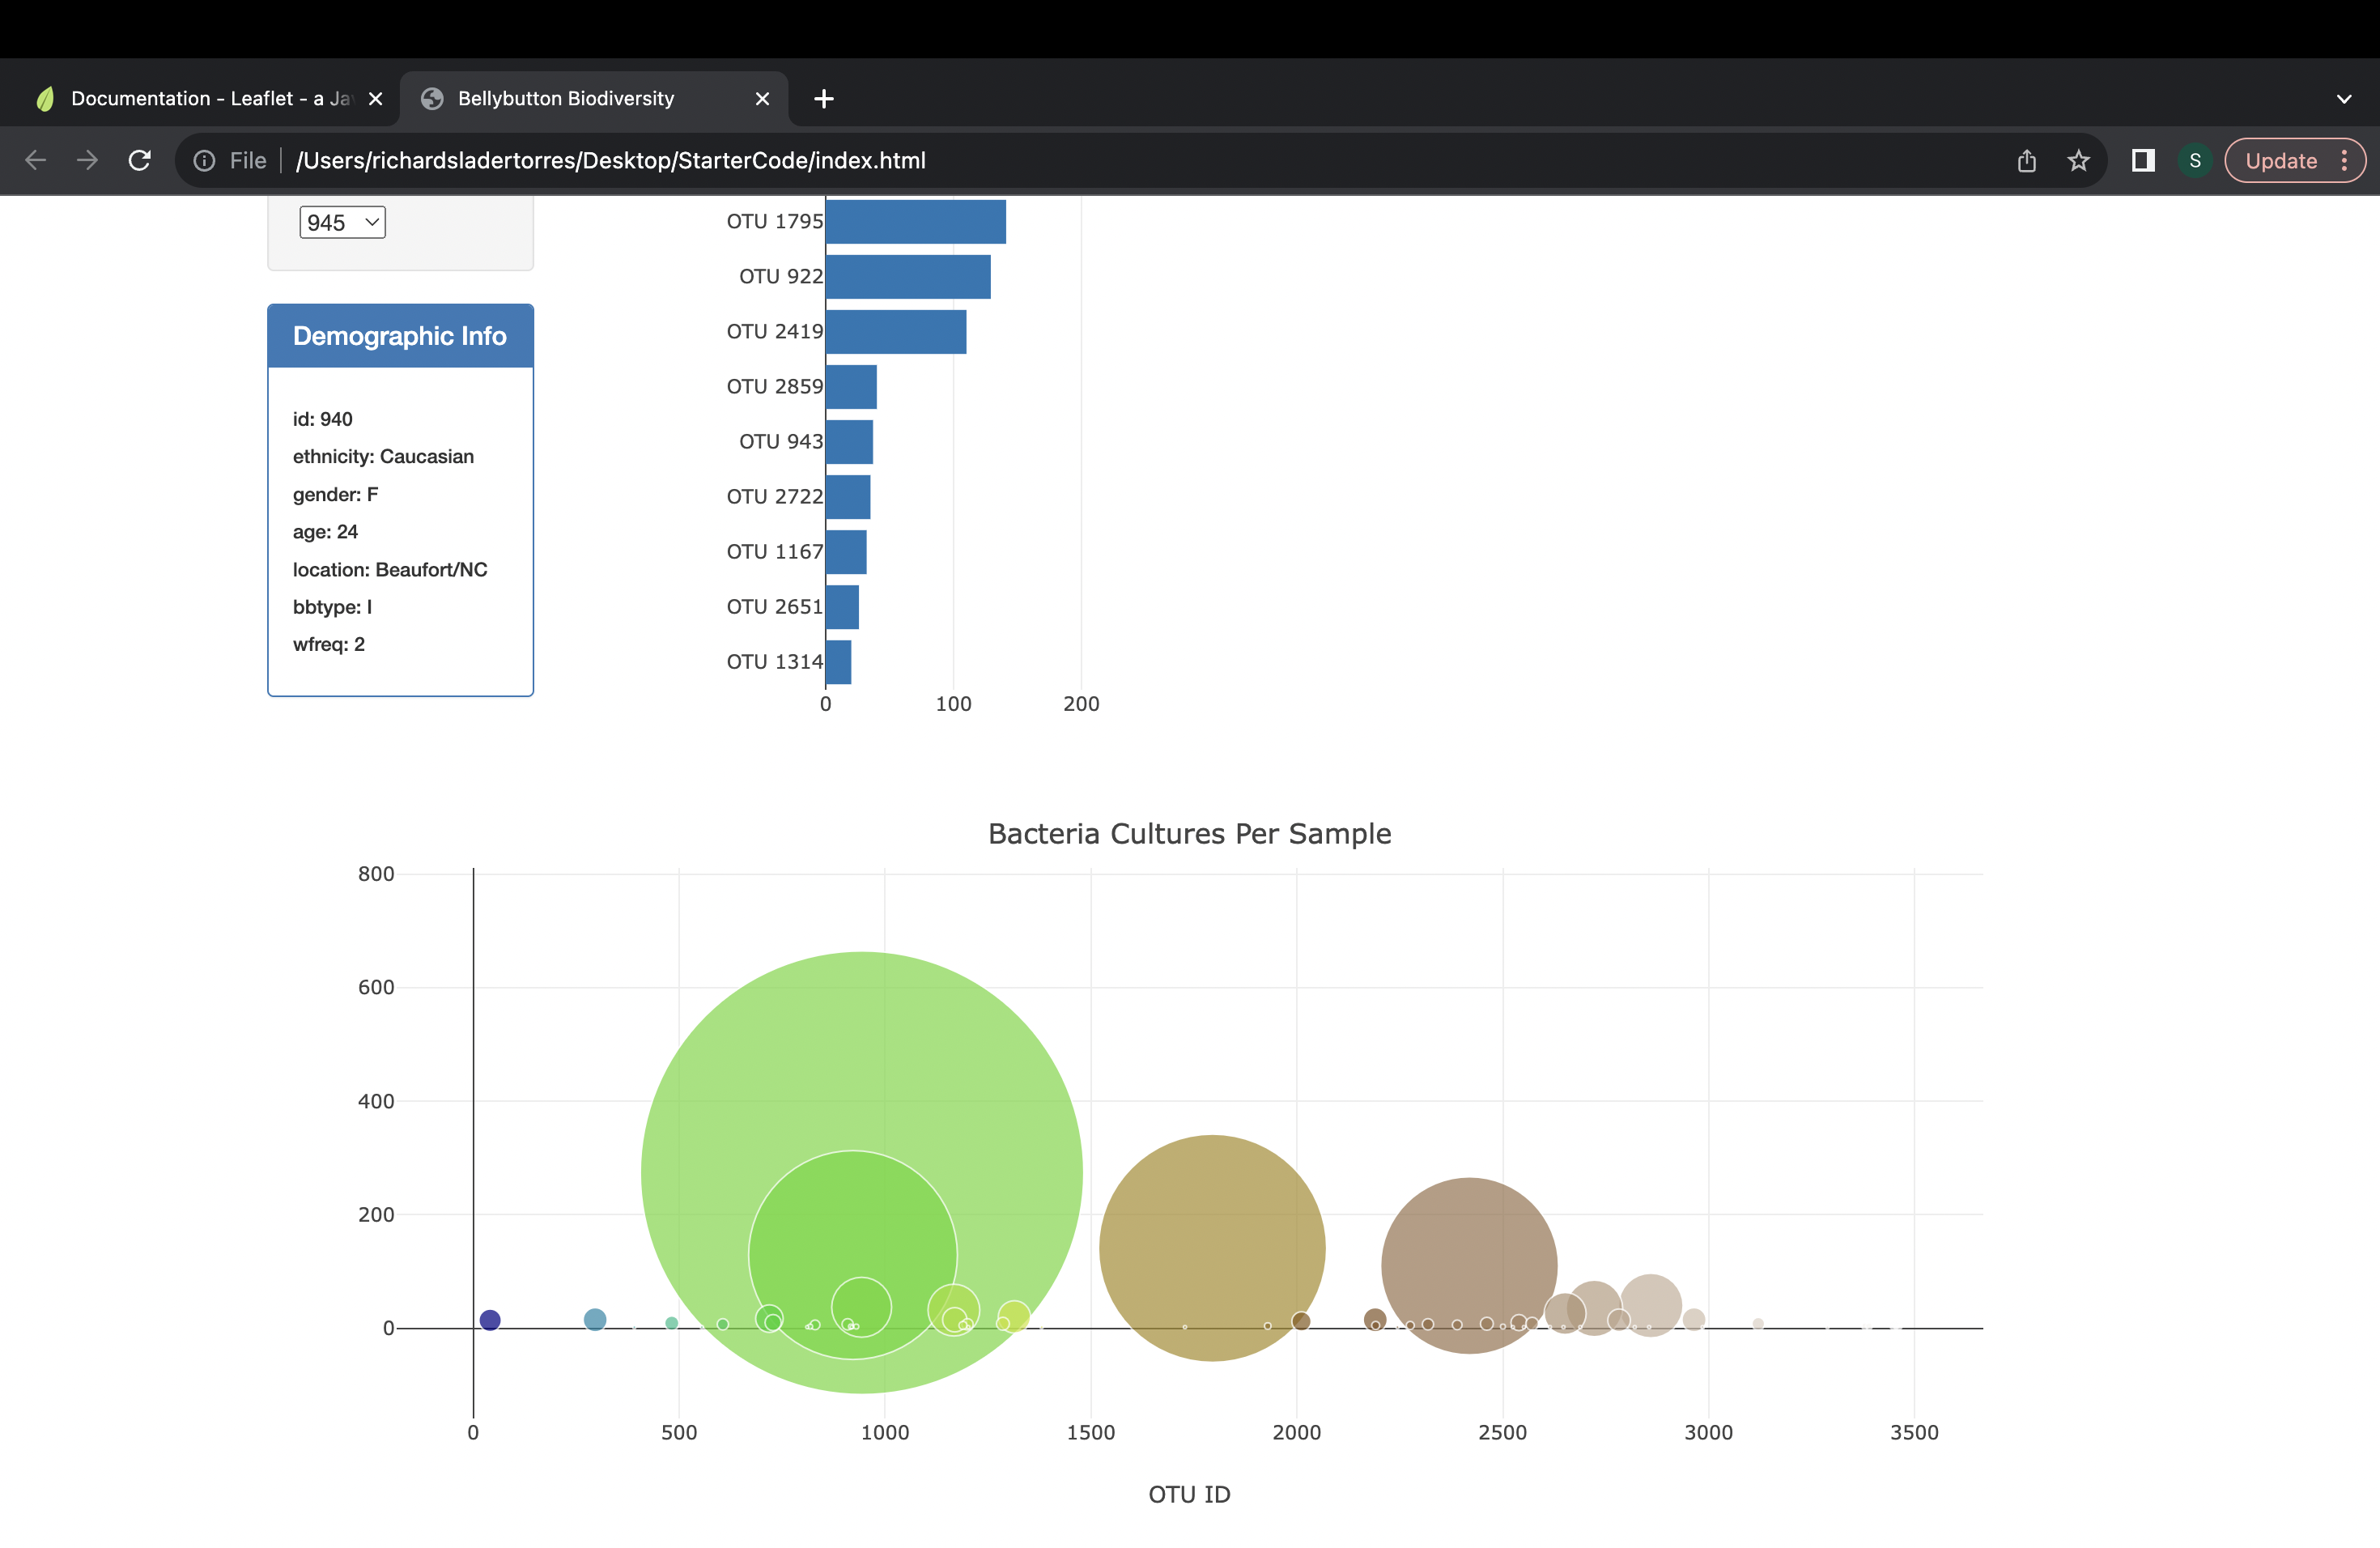 Documentation - Leaflet - a Ja
Bellybutton Biodiversity
File
/Users/richardsladertorres/Desktop/StarterCode/index.html
S
Update
945
Demographic Info
id: 940
ethnicity: Caucasian
gender: F
age: 24
location: Beaufort/NC
bbtype: I
wfreq: 2
OTU 1795
OTU 922
OTU 2419
OTU 2859
OTU 943
OTU 2722
OTU 1167
OTU 2651
OTU 1314
0 100 200
Bacteria Cultures Per Sample
800
600
400
200
0
0 500 1000 1500 2000 2500 3000 3500
OTU ID